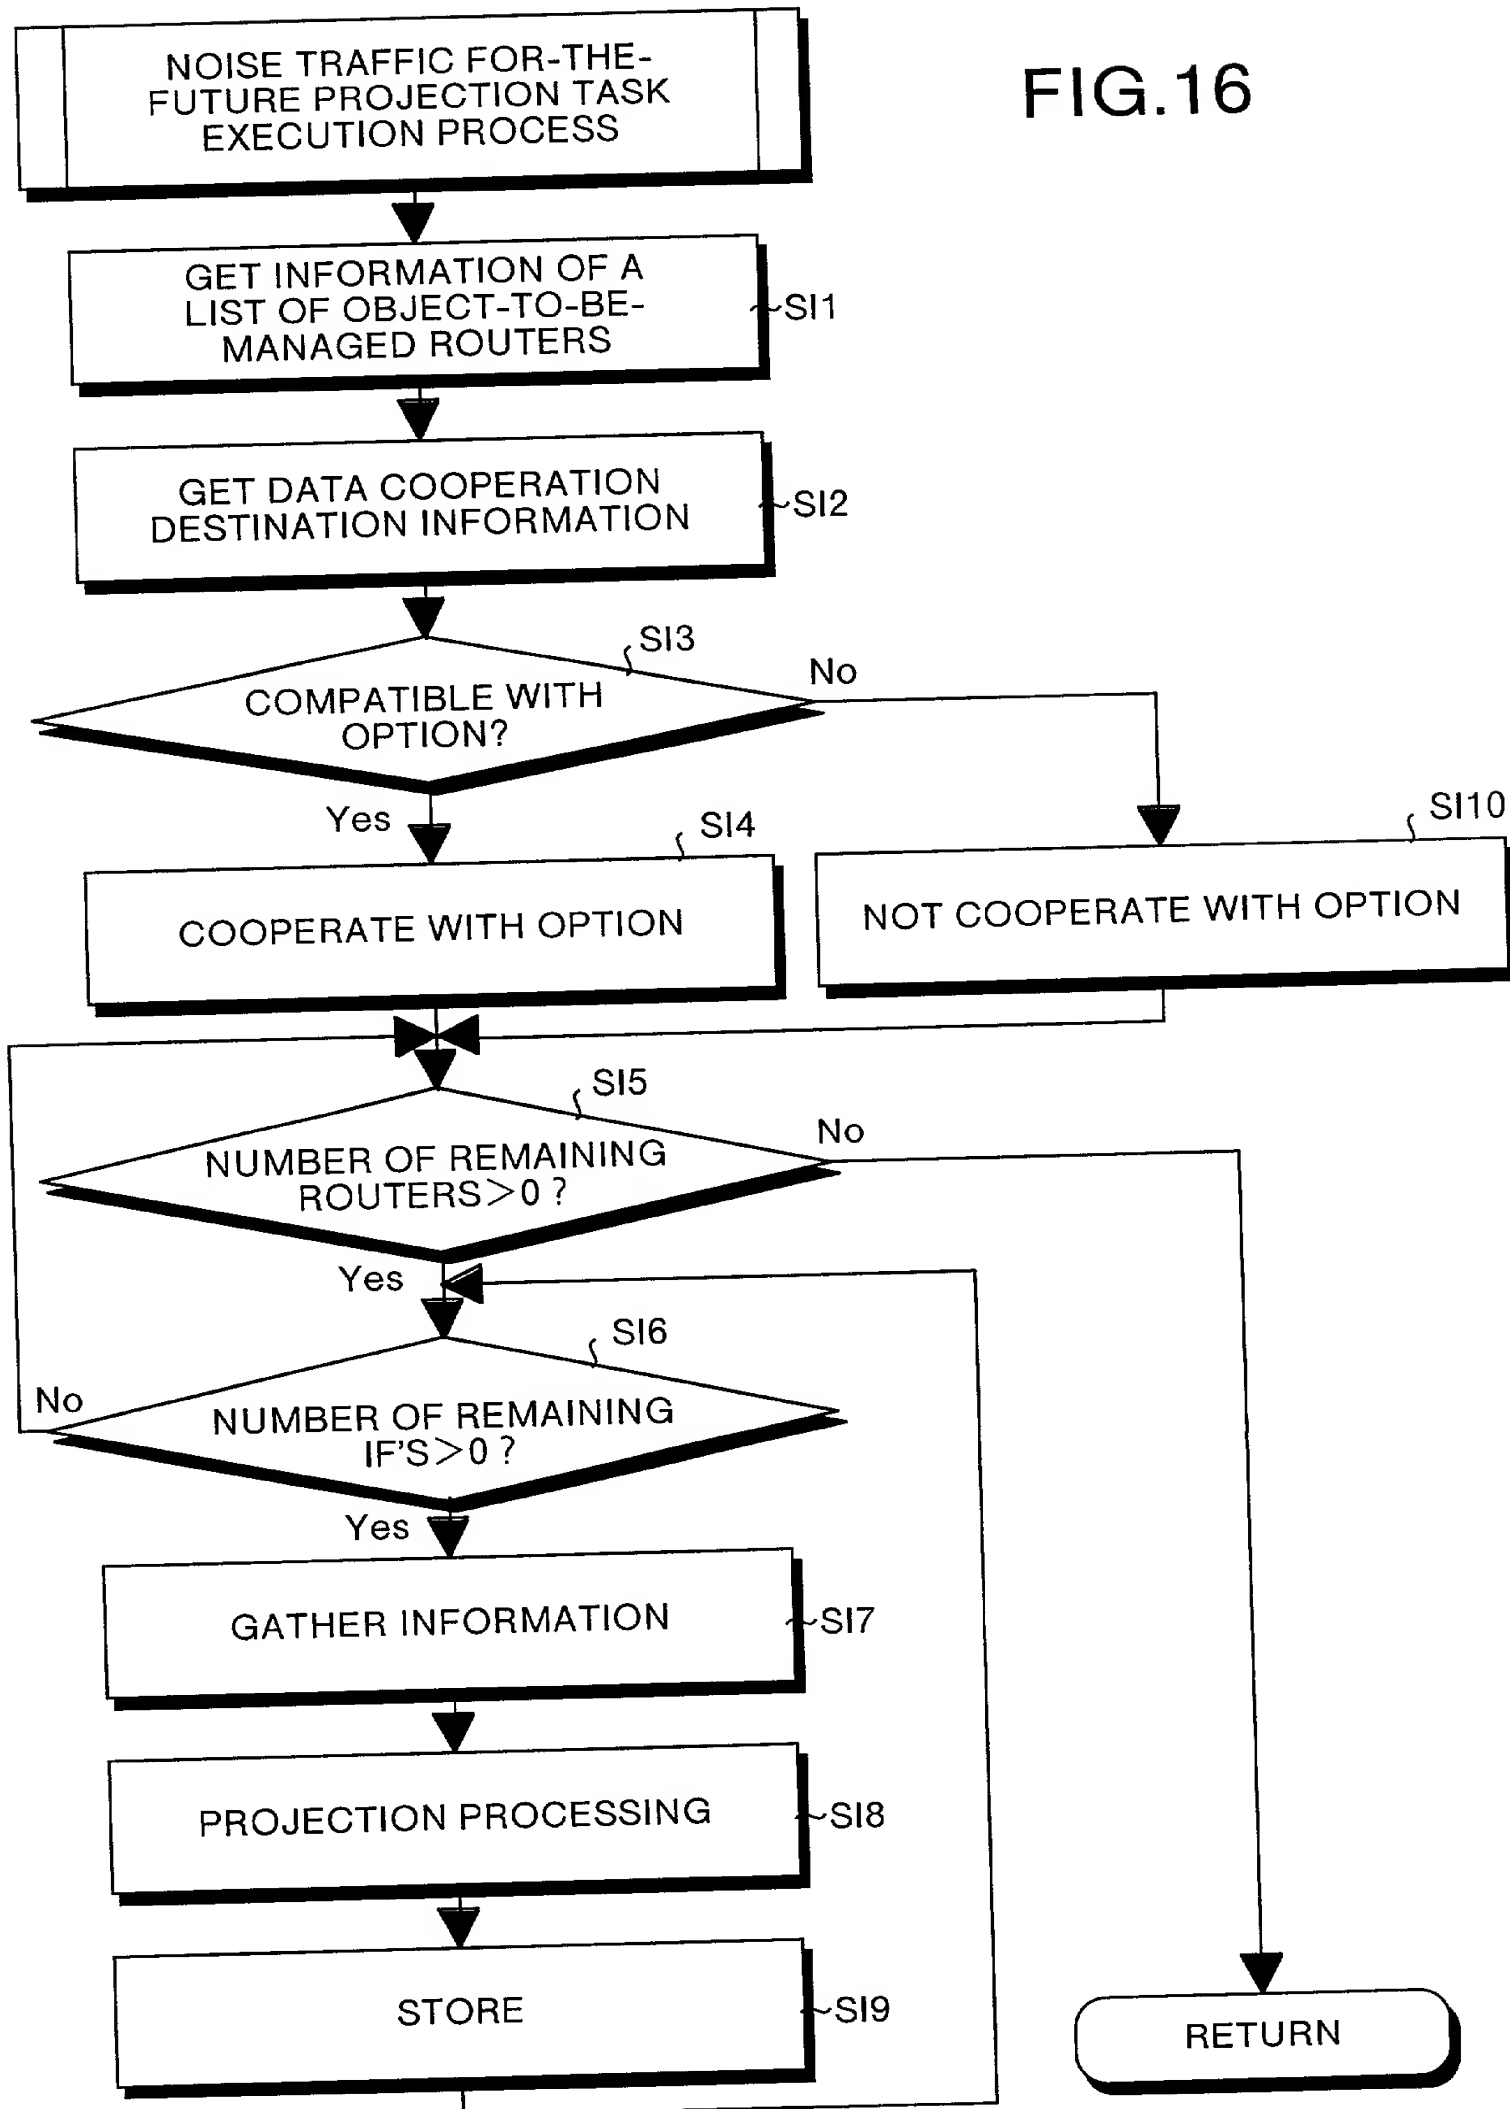 FIG.16
NOISE TRAFFIC FOR-THE-
FUTURE PROJECTION TASK
EXECUTION PROCESS
GET INFORMATION OF A
LIST OF OBJECT-TO-BE-
MANAGED ROUTERS
SI1
GET DATA COOPERATION
DESTINATION INFORMATION
SI2
SI3
COMPATIBLE WITH
OPTION?
No
Yes
SI4
COOPERATE WITH OPTION
SI10
NOT COOPERATE WITH OPTION
SI5
NUMBER OF REMAINING
ROUTERS>0 ?
No
Yes
SI6
NUMBER OF REMAINING
IF'S>0 ?
No
Yes
GATHER INFORMATION
SI7
PROJECTION PROCESSING
SI8
STORE
SI9
RETURN